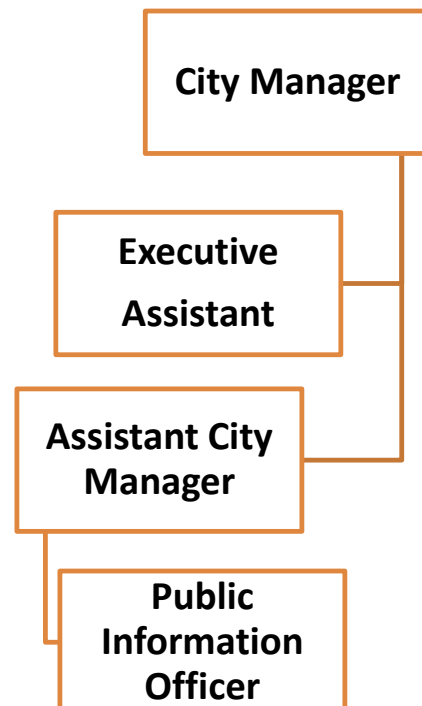 City Manager
Executive
Assistant
Assistant City
Manager
Public
Information
Officer